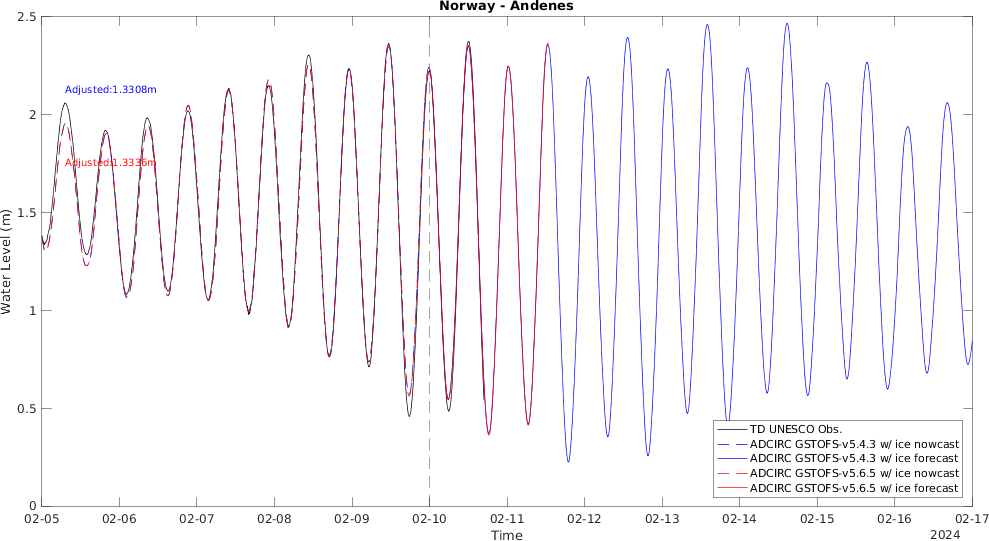 Norway - Andenes
2.5
2
1.5
1
0.5
0
Water Level (m)
Adjusted:1.3308m
Adjusted:1.3336m
TD UNESCO Obs.
ADCIRC GSTOFS-v5.4.3 w/ ice nowcast
ADCIRC GSTOFS-v5.4.3 w/ ice forecast
ADCIRC GSTOFS-v5.6.5 w/ ice nowcast
ADCIRC GSTOFS-v5.6.5 w/ ice forecast
02-05 02-06 02-07 02-08 02-09 02-10 02-11 02-12 02-13 02-14 02-15 02-16 02-17
Time
2024